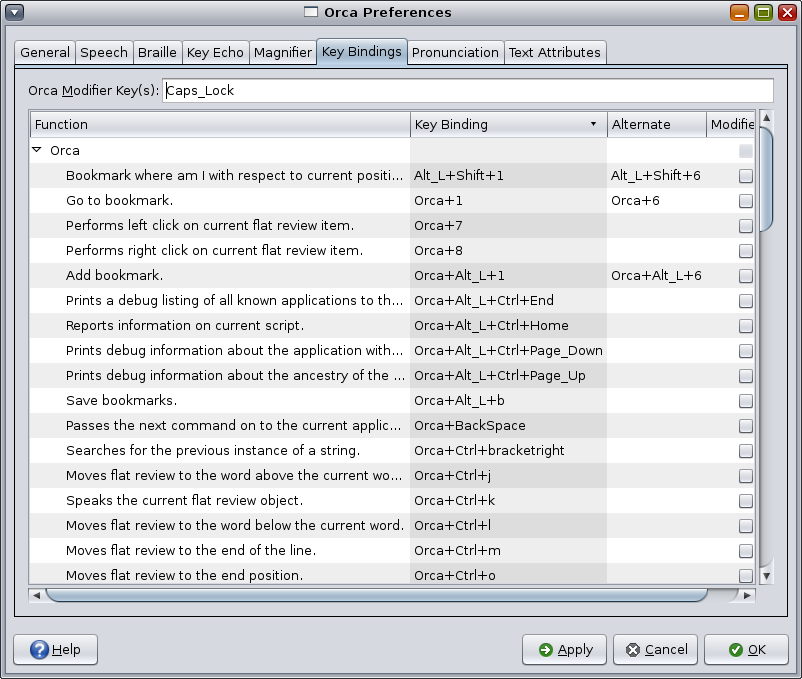 Orca Preferences
General Speech Braille Key Echo Magnifier Key Bindings Pronunciation Text Attributes
Orca Modifier Key(s): Caps_Lock
Function Key Binding Alternate Modifie
Orca
Bookmark where am I with respect to current positi... Alt_L+Shift+1 Alt_L+Shift+6
Go to bookmark. Orca+1 Orca+6
Performs left click on current flat review item. Orca+7
Performs right click on current flat review item. Orca+8
Add bookmark. Orca+Alt_L+1 Orca+Alt_L+6
Prints a debug listing of all known applications to th... Orca+Alt_L+Ctrl+End
Reports information on current script. Orca+Alt_L+Ctrl+Home
Prints debug information about the application with... Orca+Alt_L+Ctrl+Page_Down
Prints debug information about the ancestry of the ... Orca+Alt_L+Ctrl+Page_Up
Save bookmarks. Orca+Alt_L+b
Passes the next command on to the current applic... Orca+BackSpace
Searches for the previous instance of a string. Orca+Ctrl+bracketright
Moves flat review to the word above the current wo... Orca+Ctrl+j
Speaks the current flat review object. Orca+Ctrl+k
Moves flat review to the word below the current word. Orca+Ctrl+l
Moves flat review to the end of the line. Orca+Ctrl+m
Moves flat review to the end position. Orca+Ctrl+o
Help Apply Cancel OK